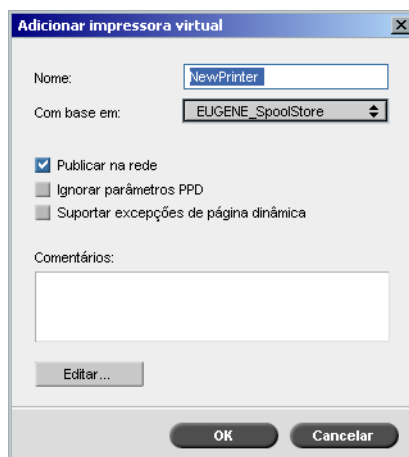 Adicionar impressora virtual
Nome: NewPrinter
Com base em: EUGENE_SpoolStore
Publicar na rede
Ignorar parâmetros PPD
Suportar excepções de página dinâmica
Comentários:
Editar...
OK Cancelar